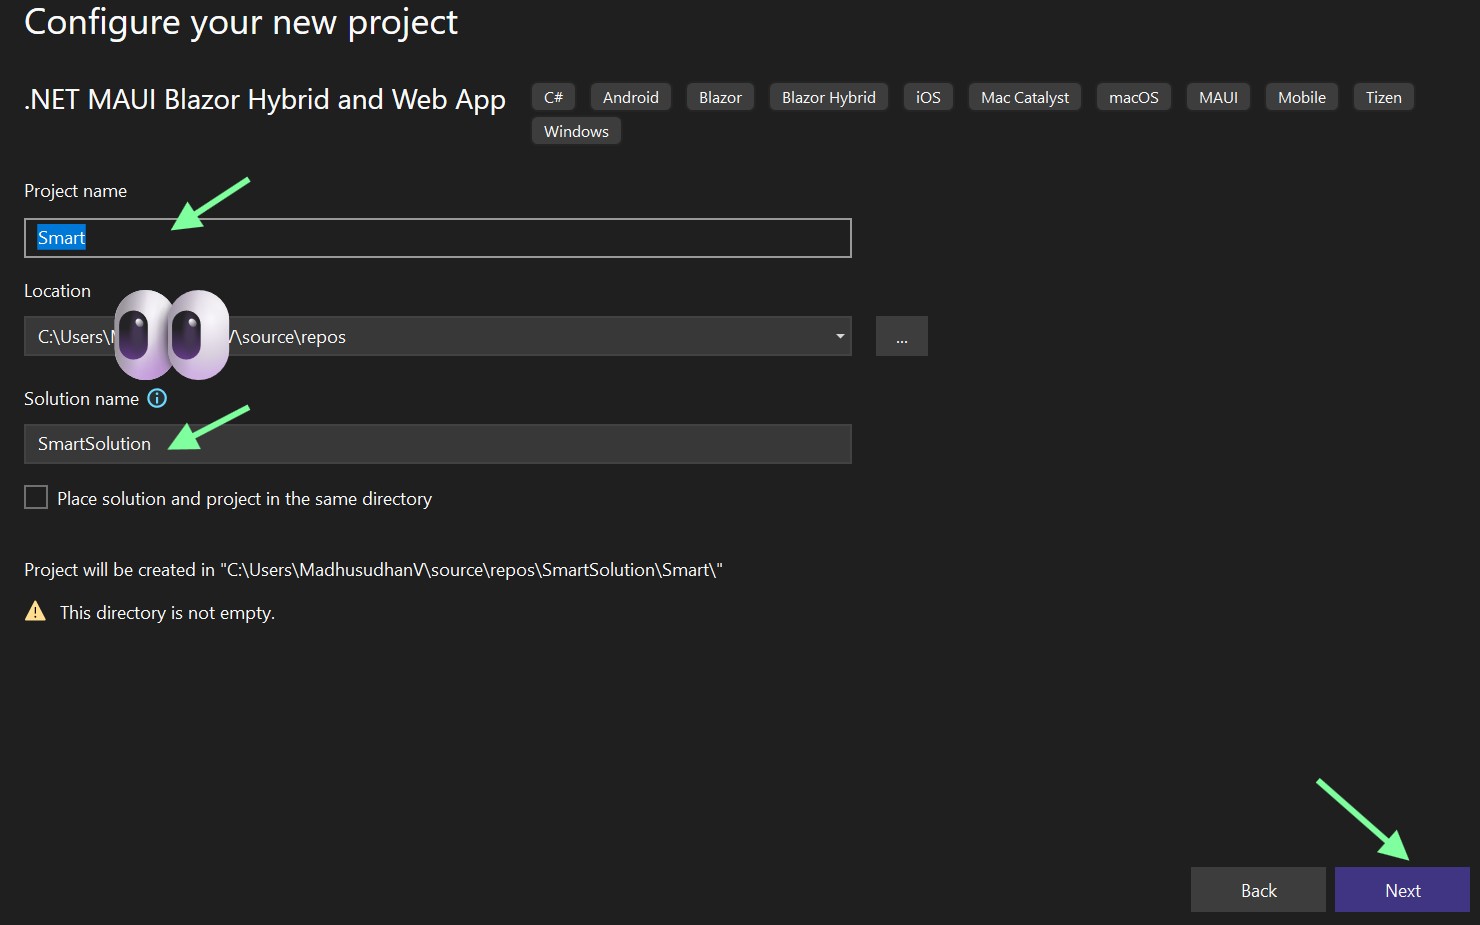 Configure your new project
.NET MAUI Blazor Hybrid and Web App
C# Android Blazor Blazor Hybrid iOS Mac Catalyst macOS MAUI Mobile Tizen
Windows
Project name
Smart
Location
C:\Users\ \source\repos
...
Solution name
SmartSolution
Place solution and project in the same directory
Project will be created in "C:\Users\MadhusudhanV\source\repos\SmartSolution\Smart\"
This directory is not empty.
Back Next